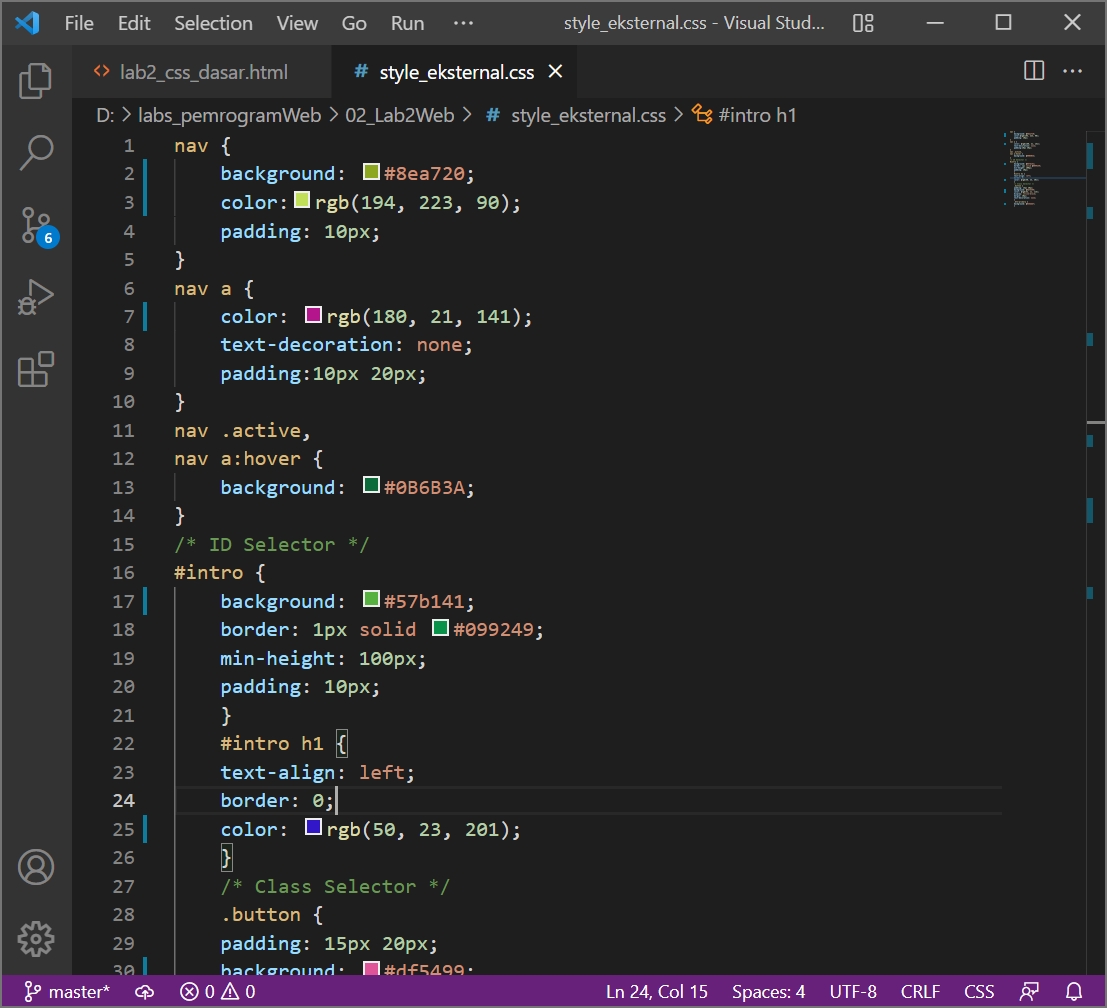 File Edit Selection View Go Run ··· style_eksternal.css - Visual Stud...
<> lab2_css_dasar.html # style_eksternal.css ×
D: > labs_pemrogramWeb > 02_Lab2Web > # style_eksternal.css > #intro h1
1 nav {
2 background: #8ea720;
3 color: rgb(194, 223, 90);
4 padding: 10px;
5 }
6 nav a {
7 color: rgb(180, 21, 141);
8 text-decoration: none;
9 padding:10px 20px;
10 }
11 nav .active,
12 nav a:hover {
13 background: #0B6B3A;
14 }
15 /* ID Selector */
16 #intro {
17 background: #57b141;
18 border: 1px solid #099249;
19 min-height: 100px;
20 padding: 10px;
21 }
22 #intro h1 {
23 text-align: left;
24 border: 0;
25 color: rgb(50, 23, 201);
26 }
27 /* Class Selector */
28 .button {
29 padding: 15px 20px;
30 background: #df5499;
6
master* 0 0 Ln 24, Col 15 Spaces: 4 UTF-8 CRLF CSS